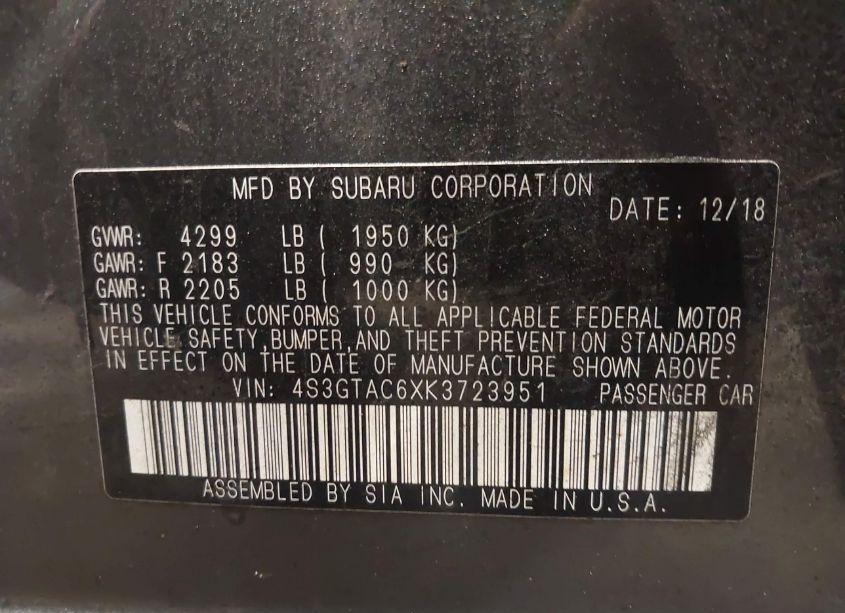 MFD BY SUBARU CORPORATION
DATE: 12/18
GVWR: 4299 LB ( 1950 KG)
GAWR: F 2183 LB ( 990 KG)
GAWR: R 2205 LB ( 1000 KG)
THIS VEHICLE CONFORMS TO ALL APPLICABLE FEDERAL MOTOR
VEHICLE SAFETY, BUMPER, AND THEFT PREVENTION STANDARDS
IN EFFECT ON THE DATE OF MANUFACTURE SHOWN ABOVE.
VIN: 4S3GTAC6XK3723951 PASSENGER CAR
ASSEMBLED BY SIA INC. MADE IN U.S.A.